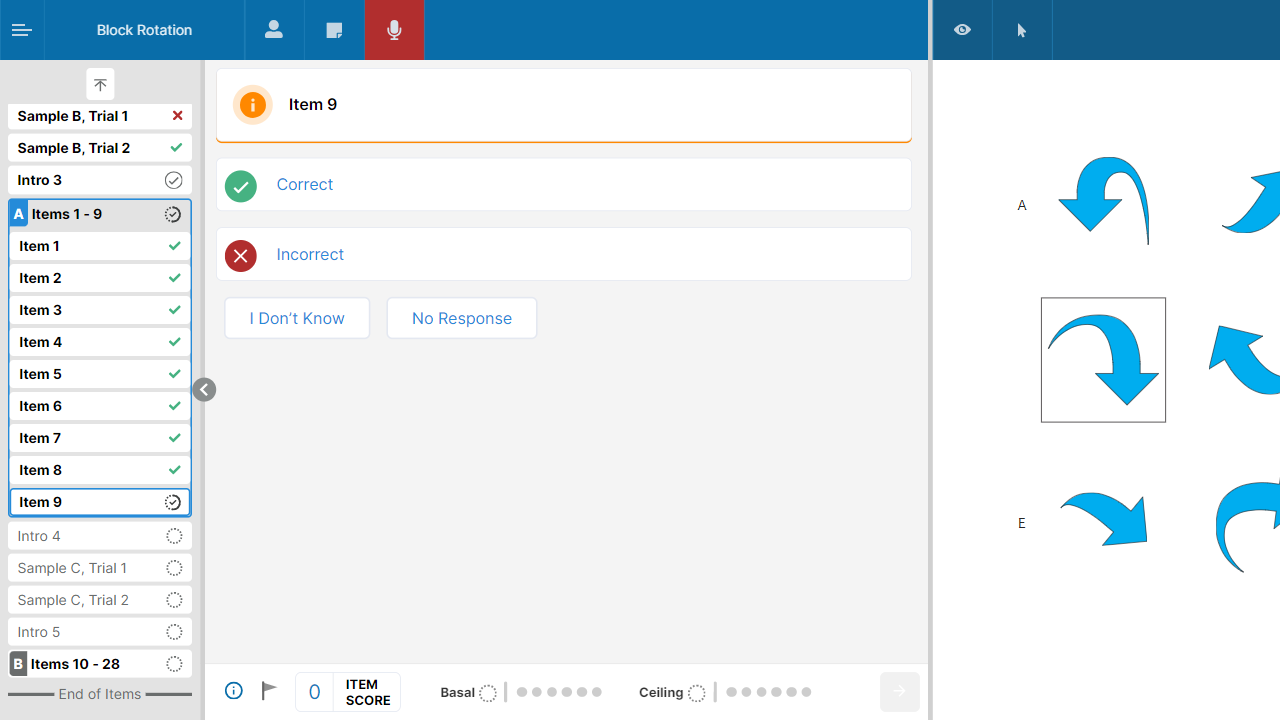 Block Rotation
Sample B, Trial 1
Sample B, Trial 2
Intro 3
A Items 1 - 9
Item 1
Item 2
Item 3
Item 4
Item 5
Item 6
Item 7
Item 8
Item 9
Intro 4
Sample C, Trial 1
Sample C, Trial 2
Intro 5
B Items 10 - 28
End of Items
Item 9
Correct
Incorrect
I Don’t Know
No Response
0 ITEM
SCORE
Basal
Ceiling
A
E